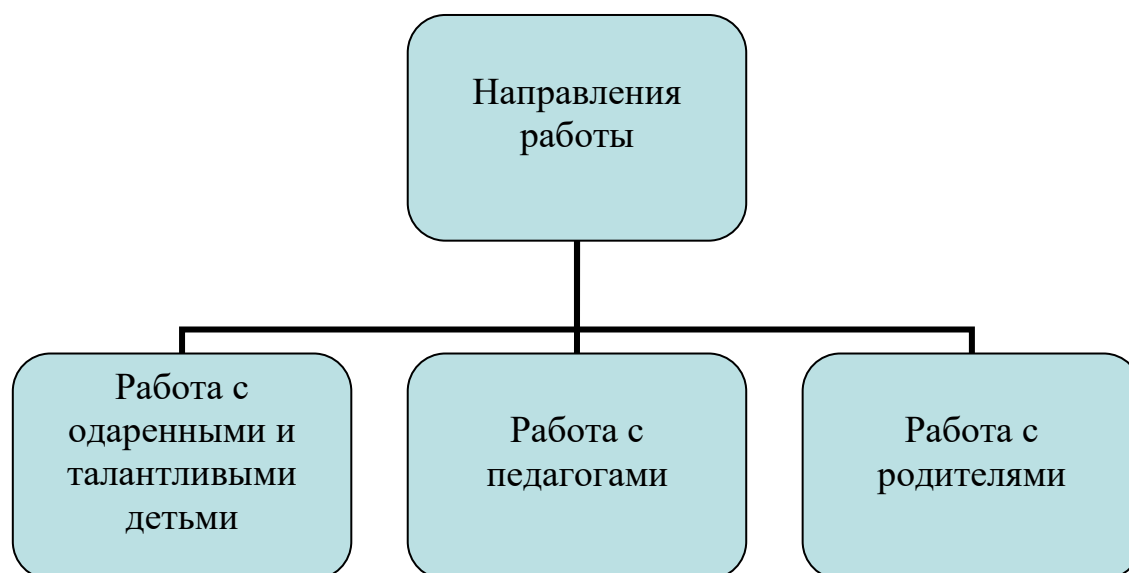 Направления
работы
Работа с
одаренными и
талантливыми
детьми
Работа с
педагогами
Работа с
родителями